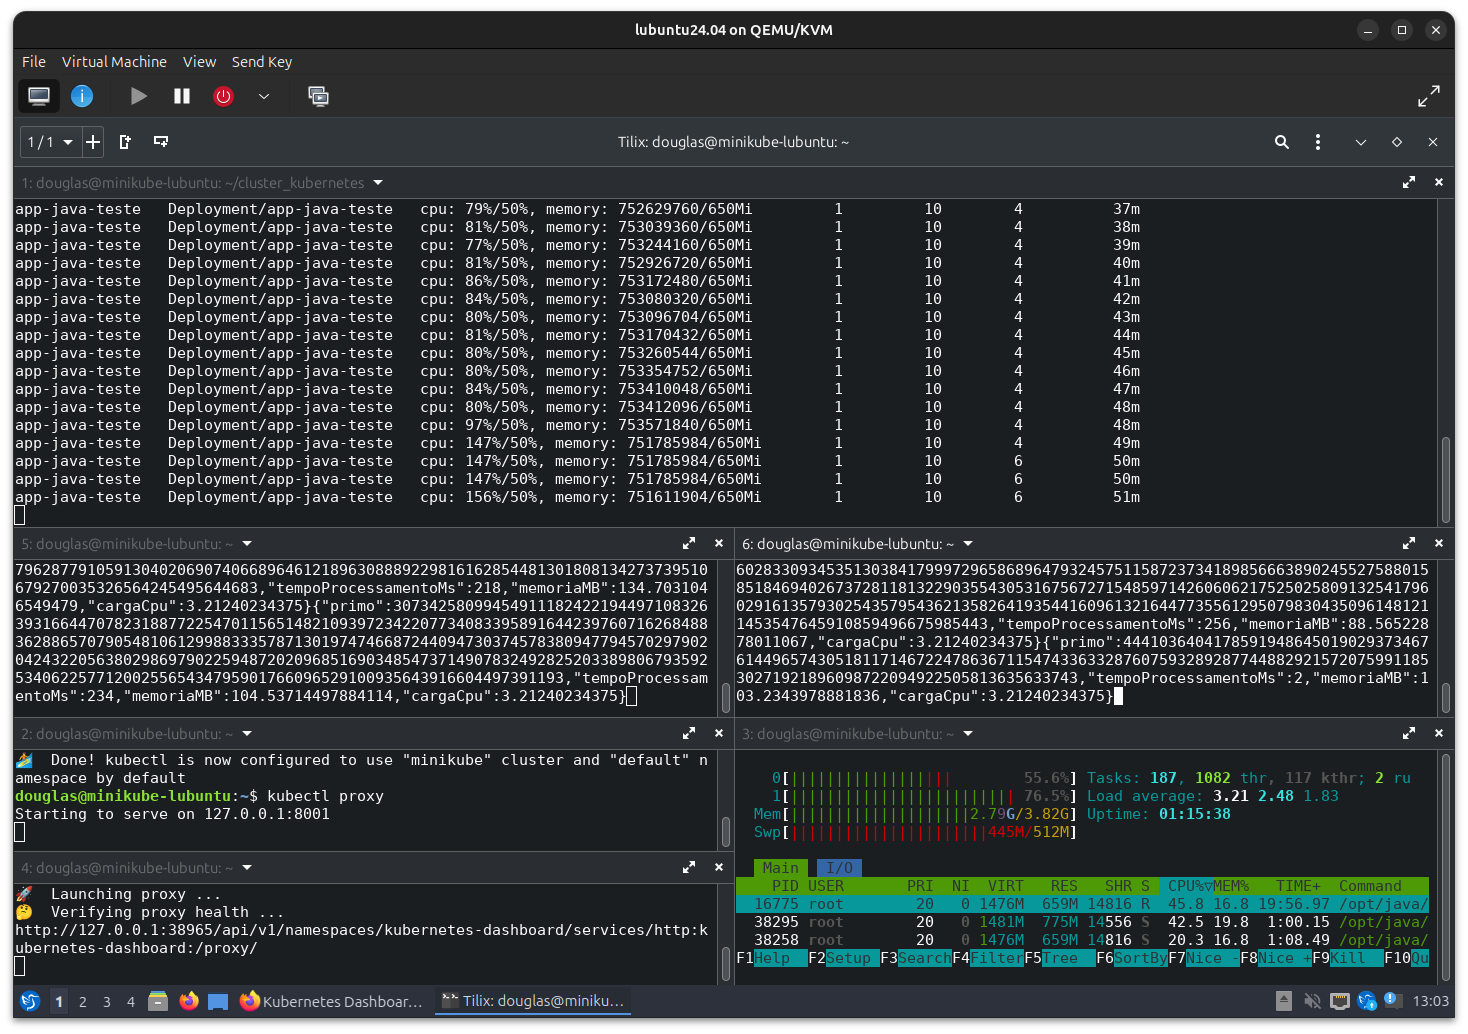 lubuntu24.04 on QEMU/KVM
File Virtual Machine View Send Key
1 / 1 Tilix: douglas@minikube-lubuntu: ~
1: douglas@minikube-lubuntu: ~/cluster_kubernetes
app-java-teste Deployment/app-java-teste cpu: 79%/50%, memory: 752629760/650Mi 1 10 4 37m
app-java-teste Deployment/app-java-teste cpu: 81%/50%, memory: 753039360/650Mi 1 10 4 38m
app-java-teste Deployment/app-java-teste cpu: 77%/50%, memory: 753244160/650Mi 1 10 4 39m
app-java-teste Deployment/app-java-teste cpu: 81%/50%, memory: 752926720/650Mi 1 10 4 40m
app-java-teste Deployment/app-java-teste cpu: 86%/50%, memory: 753172480/650Mi 1 10 4 41m
app-java-teste Deployment/app-java-teste cpu: 84%/50%, memory: 753080320/650Mi 1 10 4 42m
app-java-teste Deployment/app-java-teste cpu: 80%/50%, memory: 753096704/650Mi 1 10 4 43m
app-java-teste Deployment/app-java-teste cpu: 81%/50%, memory: 753170432/650Mi 1 10 4 44m
app-java-teste Deployment/app-java-teste cpu: 80%/50%, memory: 753260544/650Mi 1 10 4 45m
app-java-teste Deployment/app-java-teste cpu: 80%/50%, memory: 753354752/650Mi 1 10 4 46m
app-java-teste Deployment/app-java-teste cpu: 84%/50%, memory: 753410048/650Mi 1 10 4 47m
app-java-teste Deployment/app-java-teste cpu: 80%/50%, memory: 753412096/650Mi 1 10 4 48m
app-java-teste Deployment/app-java-teste cpu: 97%/50%, memory: 753571840/650Mi 1 10 4 48m
app-java-teste Deployment/app-java-teste cpu: 147%/50%, memory: 751785984/650Mi 1 10 4 49m
app-java-teste Deployment/app-java-teste cpu: 147%/50%, memory: 751785984/650Mi 1 10 6 50m
app-java-teste Deployment/app-java-teste cpu: 147%/50%, memory: 751785984/650Mi 1 10 6 50m
app-java-teste Deployment/app-java-teste cpu: 156%/50%, memory: 751611904/650Mi 1 10 6 51m
5: douglas@minikube-lubuntu: ~
79628779105913040206907406689646121896308889229816162854481301808134273739510
67927003532656424549564​4683,"tempoProcessamentoMs":218,"memoriaMB":134.7031046549479,"cargaCpu":3.21240234375}{"primo":3073425809945491118242219449710832​6
39316644707823188772254701156514821093972342207734083395891644239760716268488
36288657079054810612998833357871301974746687244094730374578380947794570297902
04243220563802986979022594872020968516903485473714907832492825203389806793592
53406225771200255654347959017660965291009356439166044973​91193,"tempoProcessam
entoMs":234,"memoriaMB":104.53714497884114,"cargaCpu":3.21240234375}
6: douglas@minikube-lubuntu: ~
60283309345351303841799972965868964793245751158723734189856663890245527588015
85184694026737281181322903554305316756727154859714260606217525025809132541796
02916135793025435795436213582641935441609613216447735561295079830435096148121
1453547645910859496675985443,"tempoProcessamentoMs":256,"memoriaMB":88.565228
78011067,"cargaCpu":3.21240234375}{"primo":4441036404178591948645019029373467
61449657430518117146722478636711547433633287607593289287744882921572075991185
30271921896098722094922505813635633743,"tempoProcessamentoMs":2,"memoriaMB":1
03.2343978881836,"cargaCpu":3.21240234375}
2: douglas@minikube-lubuntu: ~
🏄 Done! kubectl is now configured to use "minikube" cluster and "default" n
amespace by default
douglas@minikube-lubuntu:~$ kubectl proxy
Starting to serve on 127.0.0.1:8001
4: douglas@minikube-lubuntu: ~
🚀 Launching proxy ...
🤔 Verifying proxy health ...
http://127.0.0.1:38965/api/v1/namespaces/kubernetes-dashboard/services/http:k
ubernetes-dashboard:/proxy/
3: douglas@minikube-lubuntu: ~
0[||||||||||||||||||55.6%] Tasks: 187, 1082 thr, 117 kthr; 2 ru
1[|||||||||||||||||||||||||76.5%] Load average: 3.21 2.48 1.83
Mem[||||||||||||||||||||2.79G/3.82G] Uptime: 01:15:38
Swp[||||||||||||||||||||||445M/512M]
Main I/O
PID USER PRI NI VIRT RES SHR S CPU%▽MEM% TIME+ Command
16775 root 20 0 1476M 659M 14816 R 45.8 16.8 19:56.97 /opt/java/
38295 root 20 0 1481M 775M 14556 S 42.5 19.8 1:00.15 /opt/java/
38258 root 20 0 1476M 659M 14816 S 20.3 16.8 1:08.49 /opt/java/
F1Help F2Setup F3SearchF4FilterF5Tree F6SortByF7Nice -F8Nice +F9Kill F10Qu
1 2 3 4 Kubernetes Dashboar... Tilix: douglas@miniku... 13:03